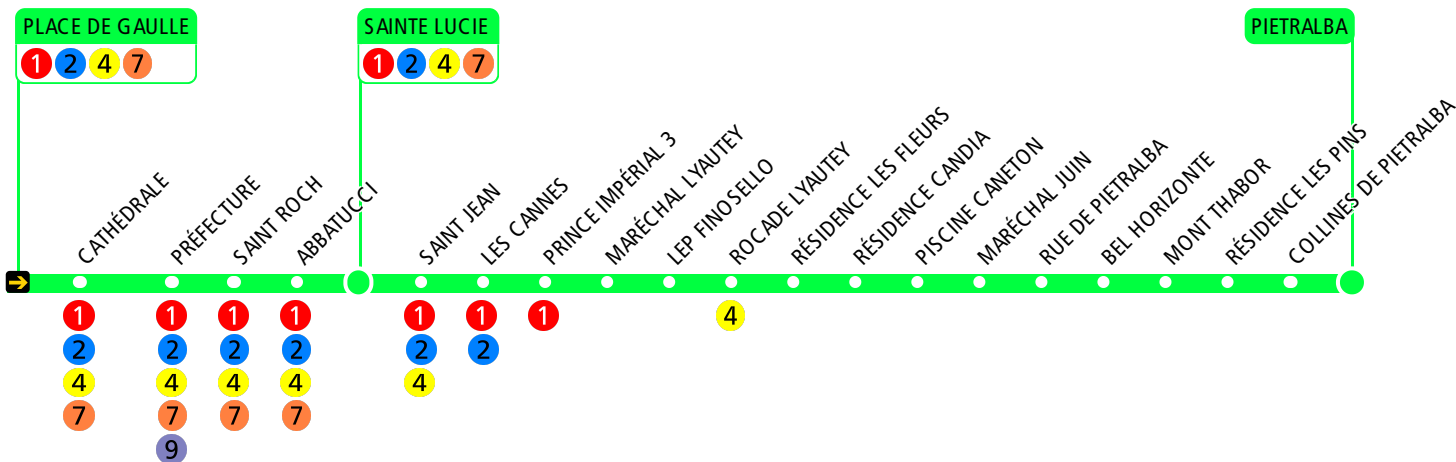 PLACE DE GAULLE
1 2 4 7
SAINTE LUCIE
1 2 4 7
PIETRALBA
CATHÉDRALE
PRÉFECTURE
SAINT ROCH
ABBATUCCI
SAINT JEAN
LES CANNES
PRINCE IMPÉRIAL 3
MARÉCHAL LYAUTEY
LEP FINOSELLO
ROCADE LYAUTEY
RÉSIDENCE LES FLEURS
RÉSIDENCE CANDIA
PISCINE CANETON
MARÉCHAL JUIN
RUE DE PIETRALBA
BEL HORIZONTE
MONT THABOR
RÉSIDENCE LES PINS
COLLINES DE PIETRALBA
1 1 1 1 1 1 1 4
2 2 2 2 2 2
4 4 4 4 4
7 7 7 7
9